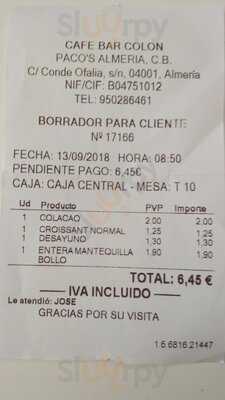 Sluurpy
CAFE BAR COLON
PACO'S ALMERIA, C.B.
C/ Conde Ofalia, s/n, 04001, Almería
NIF/CIF: B04751012
TEL: 950286461
BORRADOR PARA CLIENTE
Nº 17166
FECHA: 13/09/2018 HORA: 08:50
PENDIENTE PAGO: 6,45€
CAJA: CAJA CENTRAL - MESA: T 10
Ud Producto PVP Importe
1 COLACAO 2.00 2.00
1 CROISSANT NORMAL 1.25 1.25
1 DESAYUNO 1,30 1,30
1 ENTERA MANTEQUILLA 1.90 1.90
BOLLO
TOTAL: 6,45 €
IVA INCLUIDO
Le atendió: JOSE
GRACIAS POR SU VISITA
1.6.6816.21447
Sluurpy